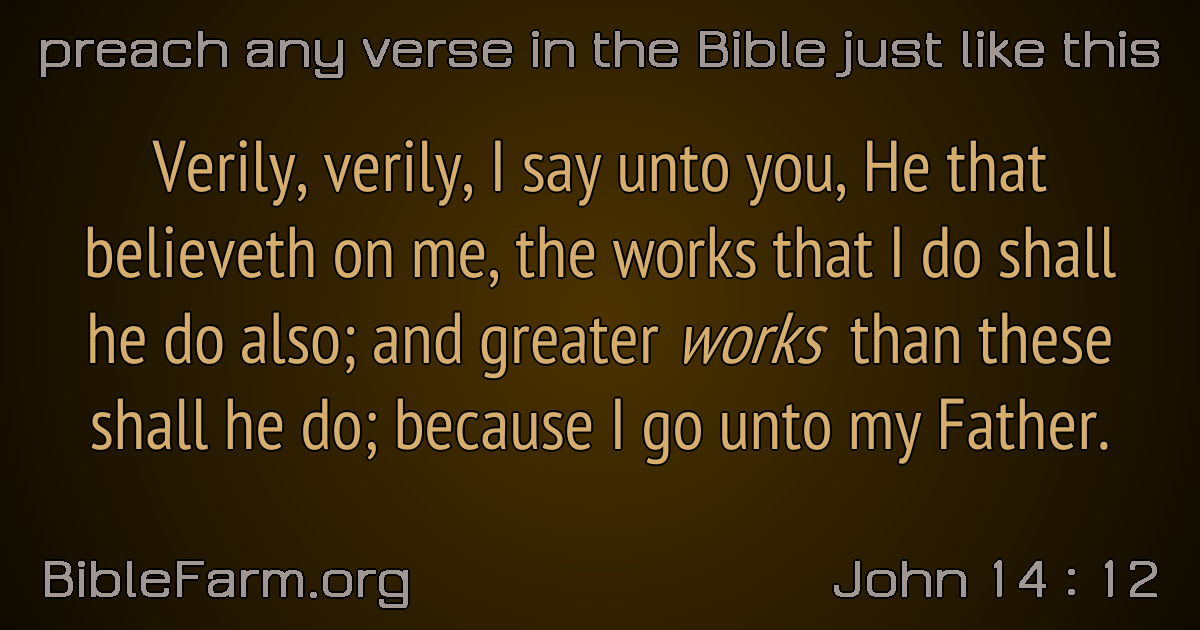 preach any verse in the Bible just like this
Verily, verily, I say unto you, He that
believeth on me, the works that I do shall
he do also; and greater works than these
shall he do; because I go unto my Father.
BibleFarm.org
John 14 : 12